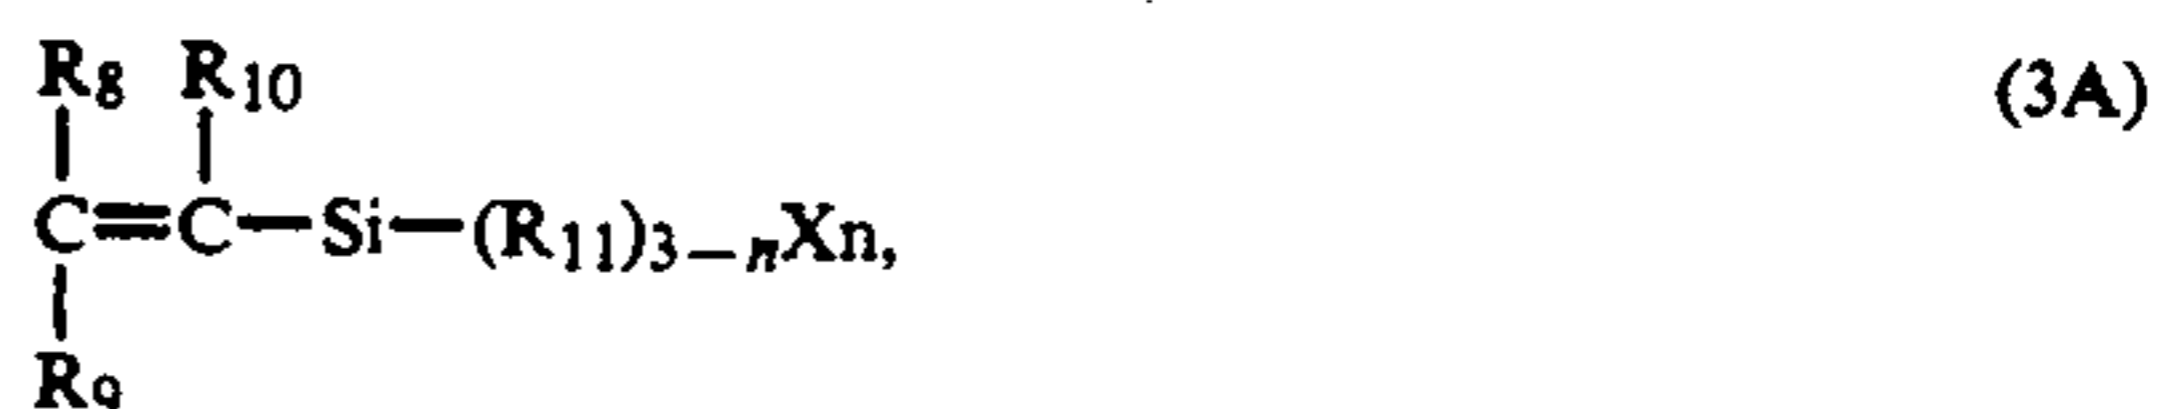 R8 R10 (3A)
C=C—Si—(R11)3−nXn,
R9